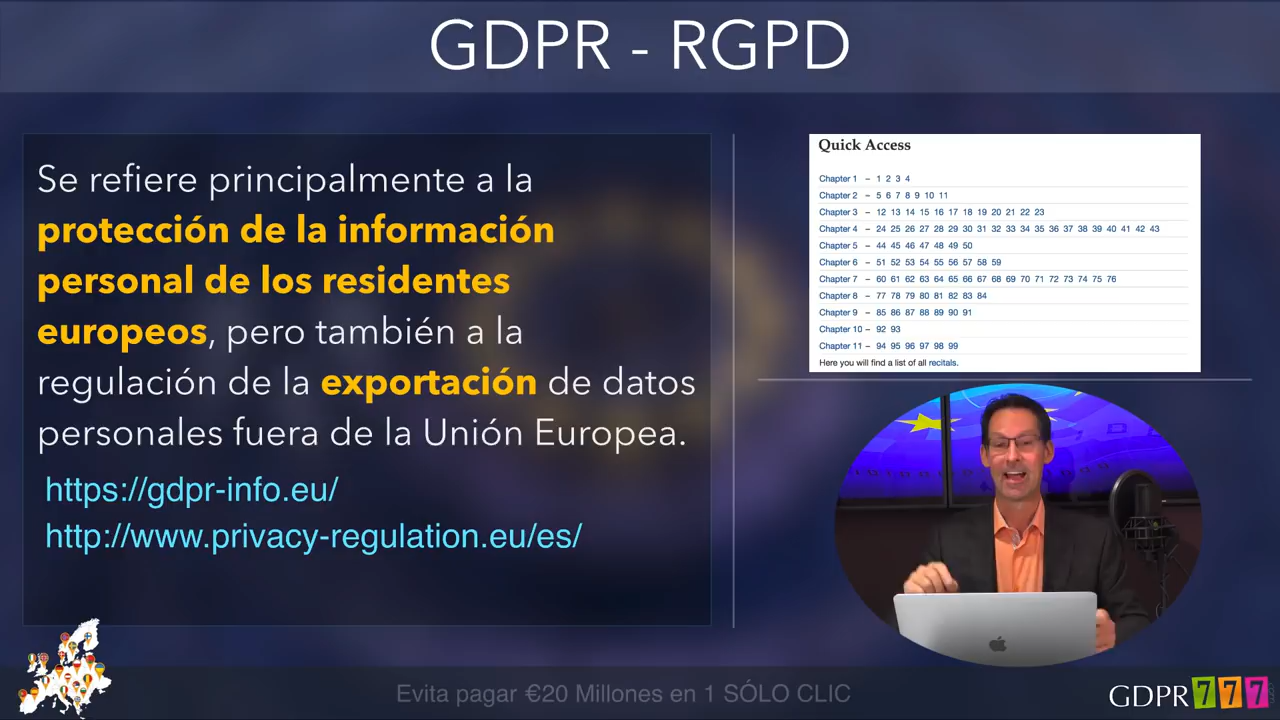 GDPR - RGPD
Se refiere principalmente a la
protección de la información
personal de los residentes
europeos, pero también a la
regulación de la exportación de datos
personales fuera de la Unión Europea.
https://gdpr-info.eu/
http://www.privacy-regulation.eu/es/
Quick Access
Chapter 1 – 1 2 3 4
Chapter 2 – 5 6 7 8 9 10 11
Chapter 3 – 12 13 14 15 16 17 18 19 20 21 22 23
Chapter 4 – 24 25 26 27 28 29 30 31 32 33 34 35 36 37 38 39 40 41 42 43
Chapter 5 – 44 45 46 47 48 49 50
Chapter 6 – 51 52 53 54 55 56 57 58 59
Chapter 7 – 60 61 62 63 64 65 66 67 68 69 70 71 72 73 74 75 76
Chapter 8 – 77 78 79 80 81 82 83 84
Chapter 9 – 85 86 87 88 89 90 91
Chapter 10 – 92 93
Chapter 11 – 94 95 96 97 98 99
Here you will find a list of all recitals.
Evita pagar €20 Millones en 1 SÓLO CLIC
GDPR777